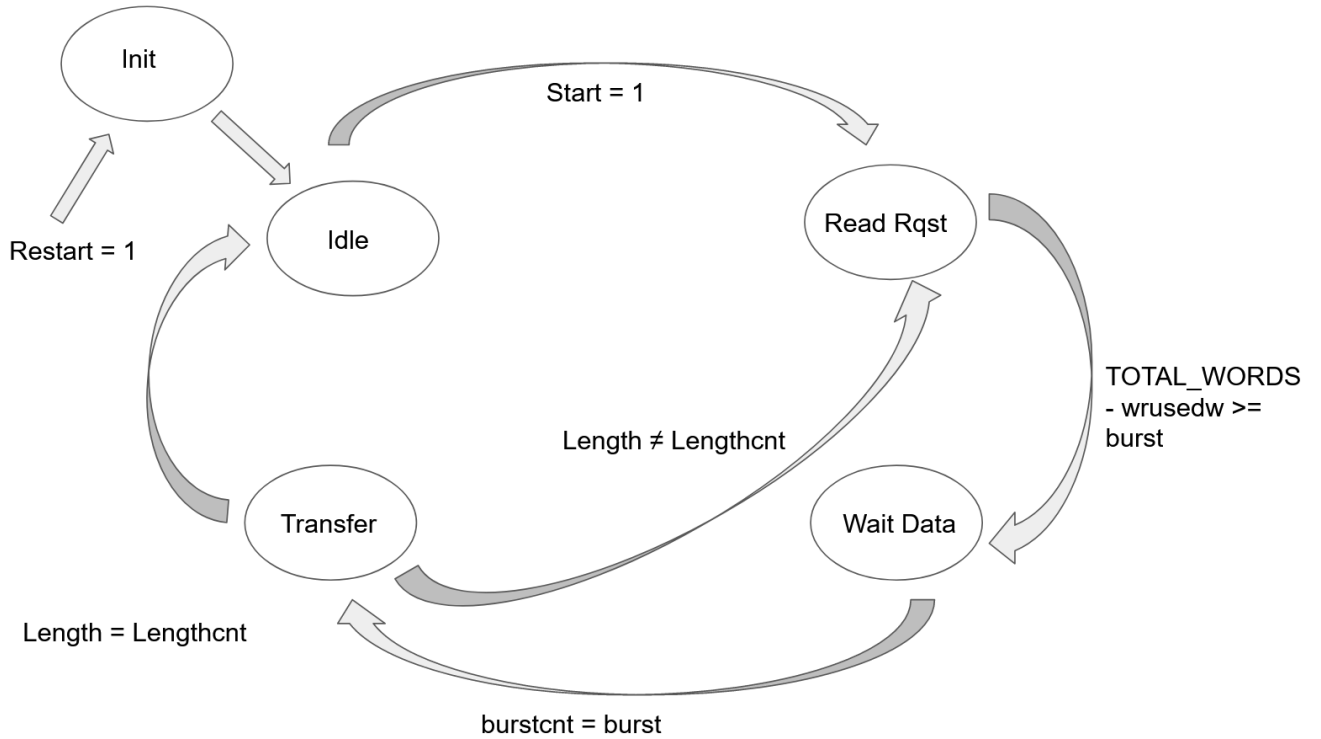 Init
Start = 1
Read Rqst
Idle
Restart = 1
TOTAL_WORDS
- wrusedw >=
burst
Length ≠ Lengthcnt
Transfer
Wait Data
Length = Lengthcnt
burstcnt = burst